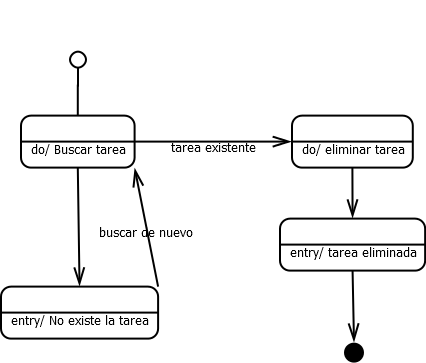 do/ Buscar tarea
tarea existente
do/ eliminar tarea
buscar de nuevo
entry/ tarea eliminada
entry/ No existe la tarea